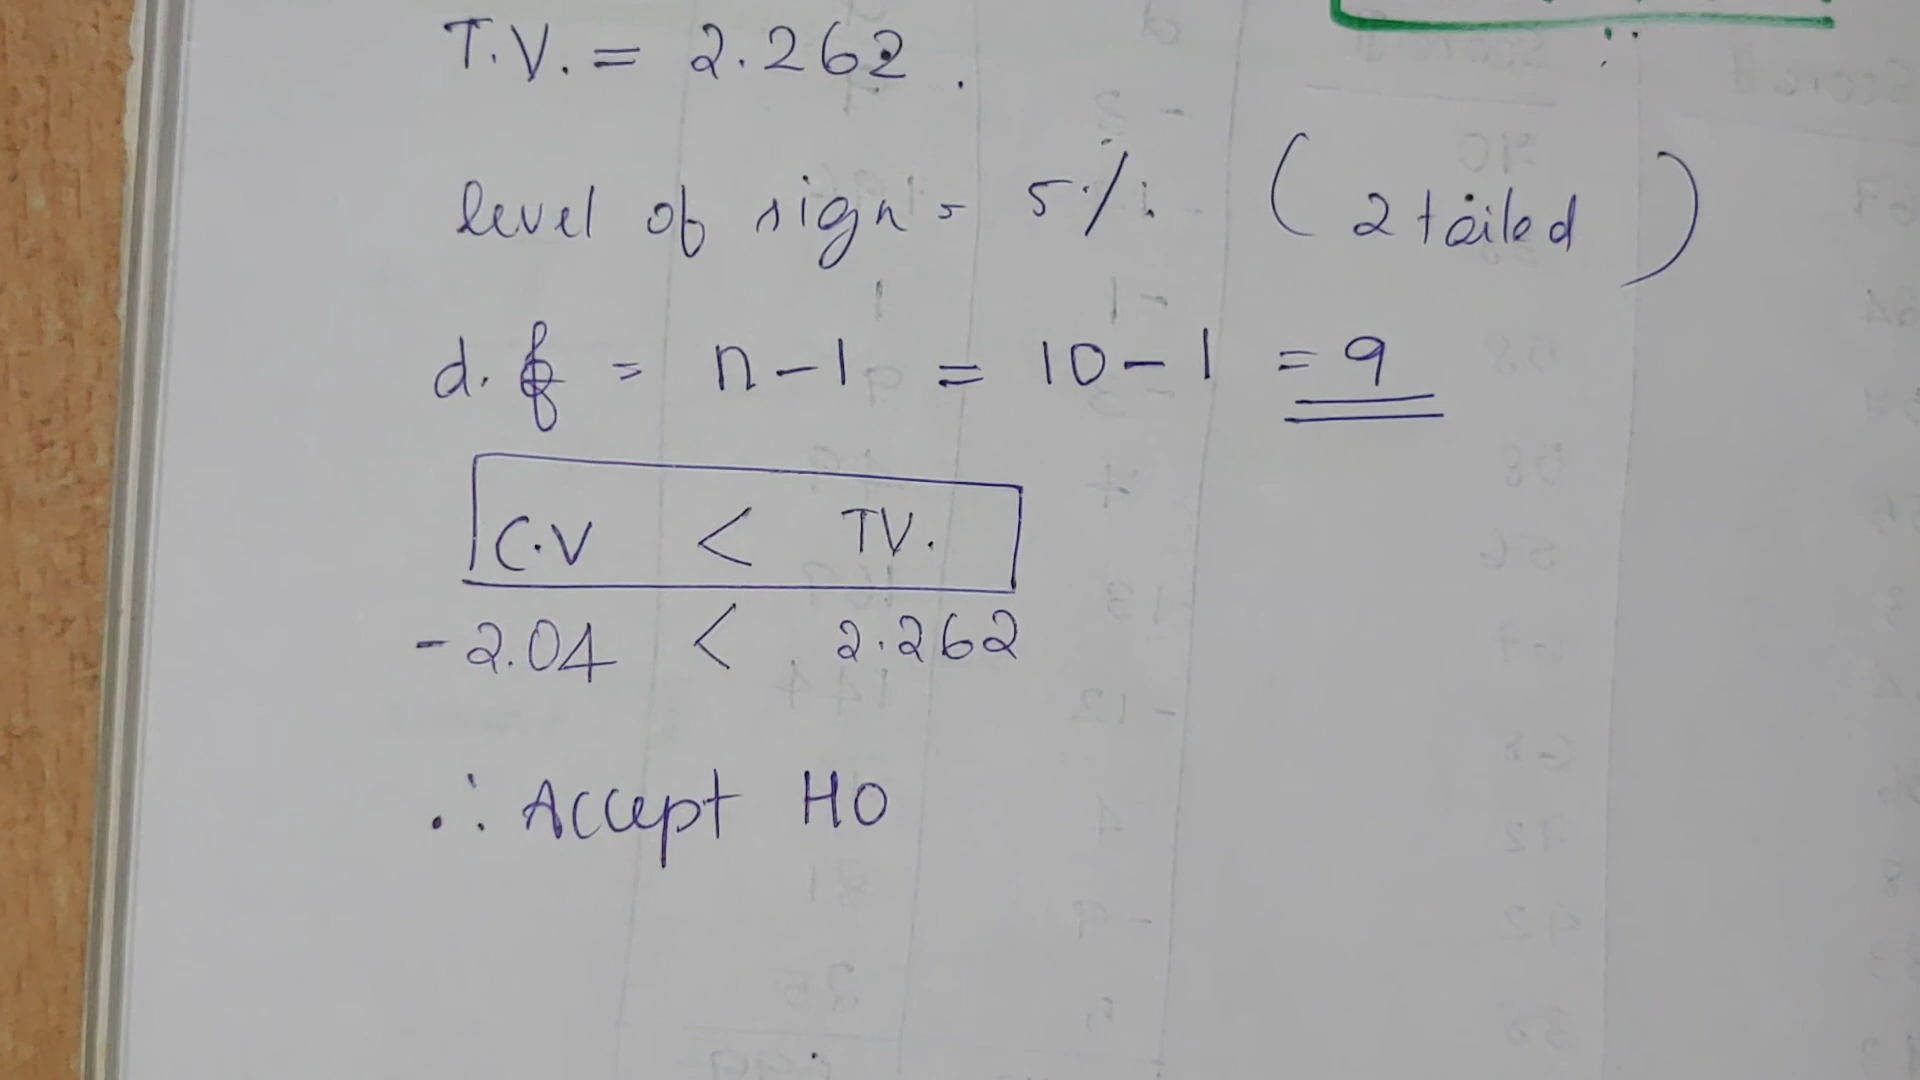 T.V. = 2.262.
level of sign = 5% (2 tailed)
d.f = n-1 = 10-1 = 9
C.V < TV.
-2.04 < 2.262
∴ Accept H0